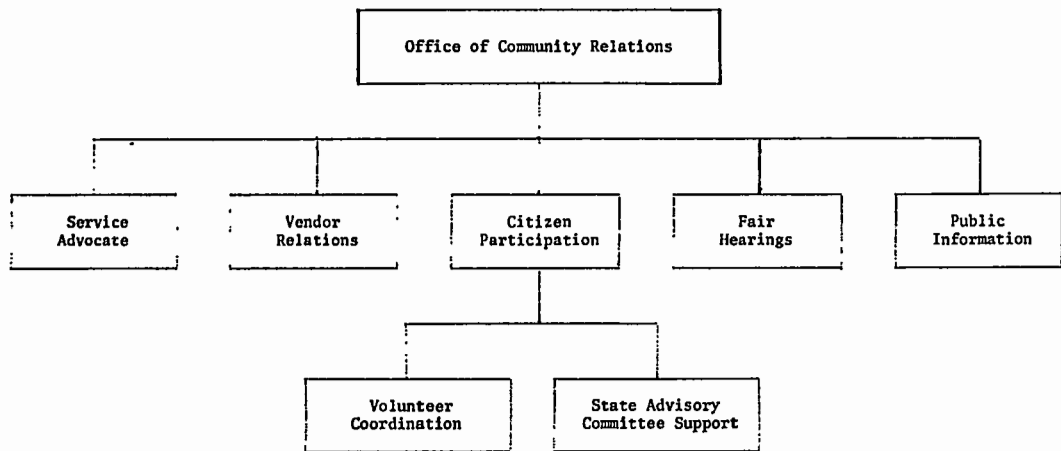 Office of Community Relations
Service
Advocate
Vendor
Relations
Citizen
Participation
Fair
Hearings
Public
Information
Volunteer
Coordination
State Advisory
Committee Support